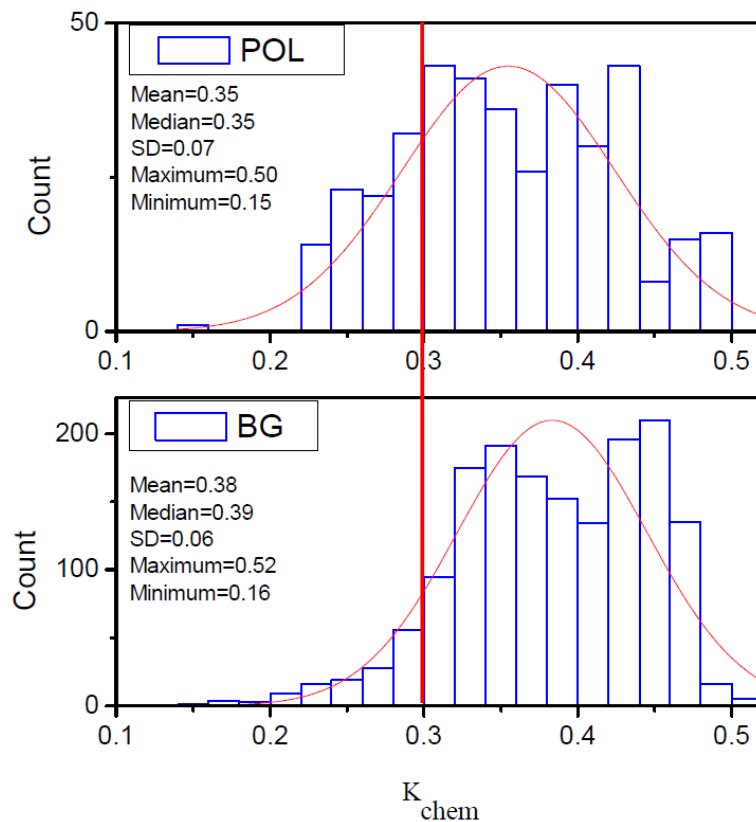 50
POL
Mean=0.35
Median=0.35
SD=0.07
Maximum=0.50
Minimum=0.15
Count
0
0.1 0.2 0.3 0.4 0.5
200
BG
Mean=0.38
Median=0.39
SD=0.06
Maximum=0.52
Minimum=0.16
Count
100
0
0.1 0.2 0.3 0.4 0.5
K chem